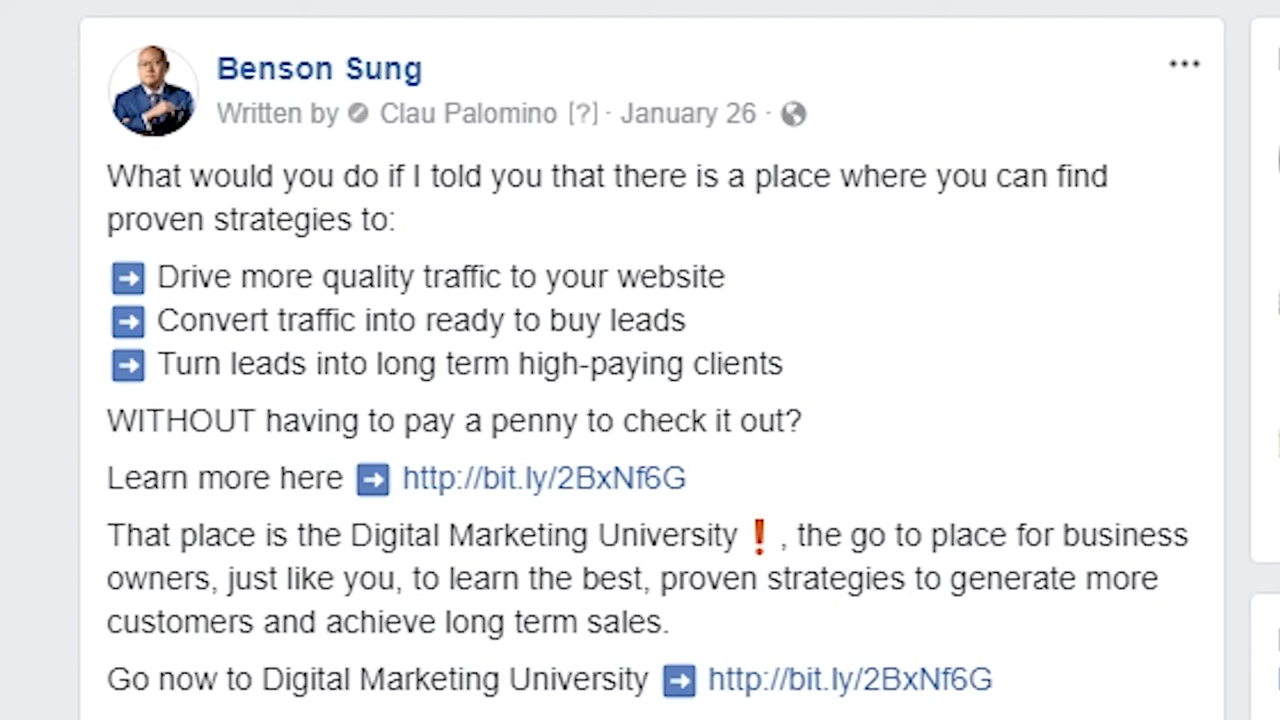 Benson Sung
Written by Clau Palomino [?] · January 26 ·
What would you do if I told you that there is a place where you can find
proven strategies to:
➡ Drive more quality traffic to your website
➡ Convert traffic into ready to buy leads
➡ Turn leads into long term high-paying clients
WITHOUT having to pay a penny to check it out?
Learn more here ➡ http://bit.ly/2BxNf6G
That place is the Digital Marketing University❗, the go to place for business
owners, just like you, to learn the best, proven strategies to generate more
customers and achieve long term sales.
Go now to Digital Marketing University ➡ http://bit.ly/2BxNf6G